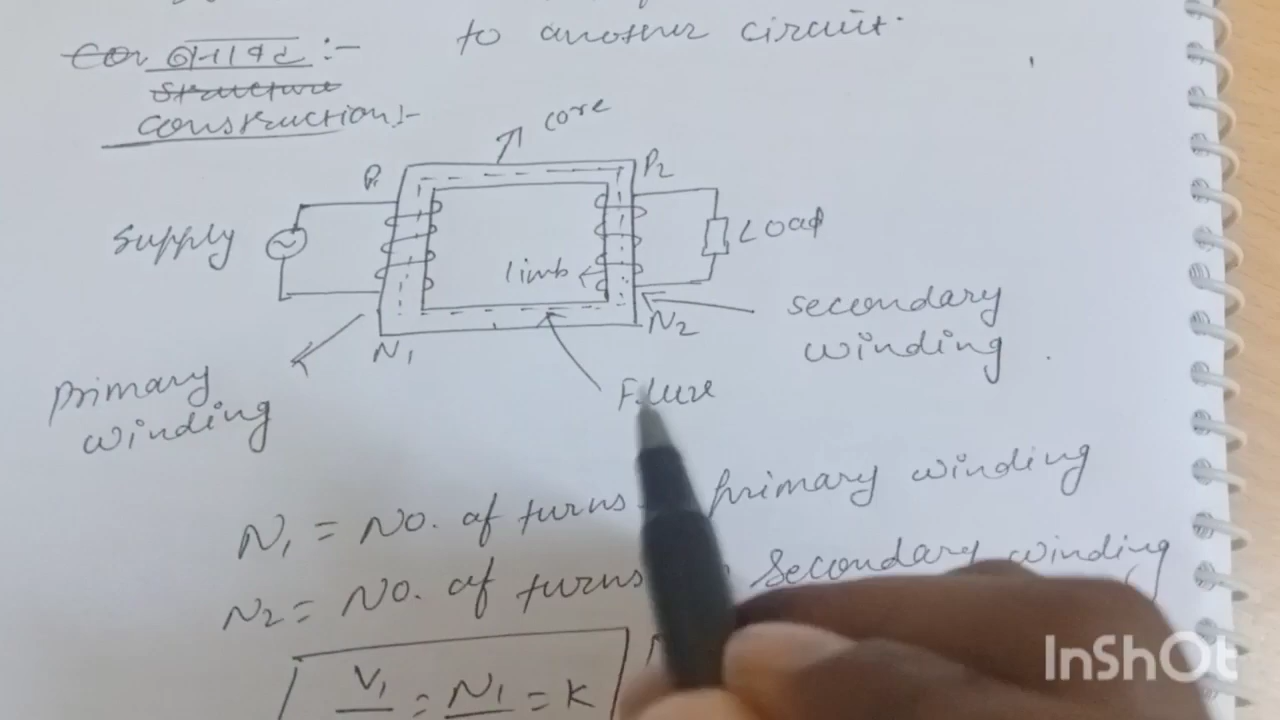 to another circuit.
Structure
Construction:-
core
P1
P2
Supply
Load
limb
secondary
winding
N2
N1
Primary
winding
N1 = No. of turns primary winding
N2 = No. of turns secondary winding
V1 = N1 = K
InShOt